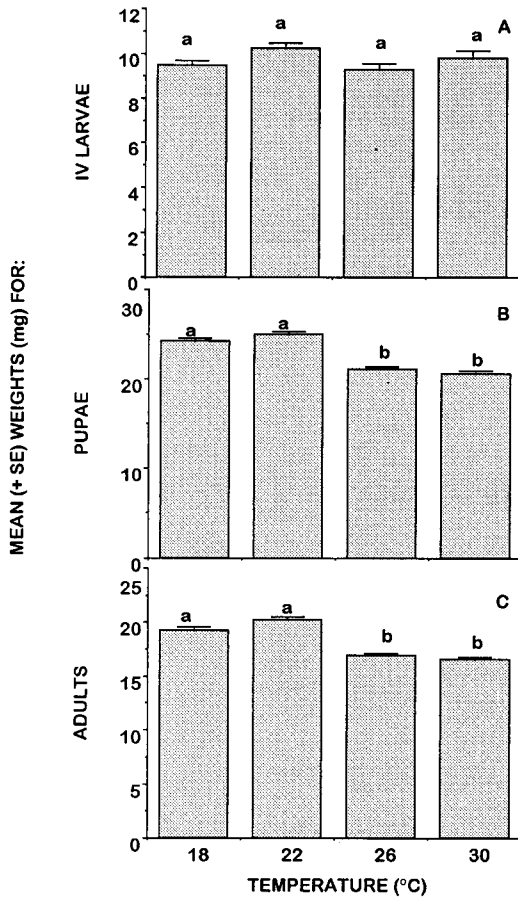 MEAN (+ SE) WEIGHTS (mg) FOR:
IV LARVAE
12
10
8
6
4
2
0
A
a
a
a
a
PUPAE
30
20
10
0
B
a
a
b
b
ADULTS
25
20
15
10
5
0
C
a
a
b
b
18 22 26 30
TEMPERATURE (°C)